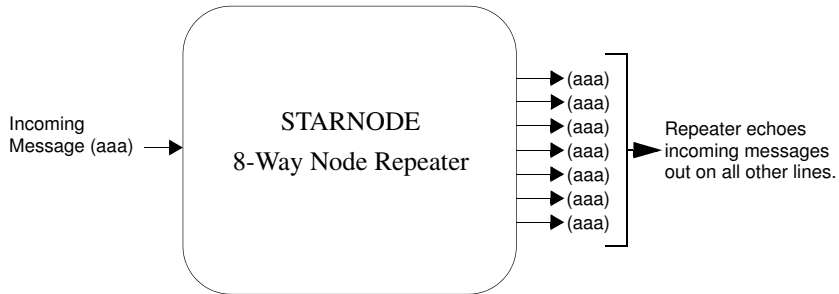 Incoming
Message (aaa)
STARNODE
8-Way Node Repeater
(aaa)
(aaa)
(aaa)
(aaa)
(aaa)
(aaa)
(aaa)
Repeater echoes
incoming messages
out on all other lines.